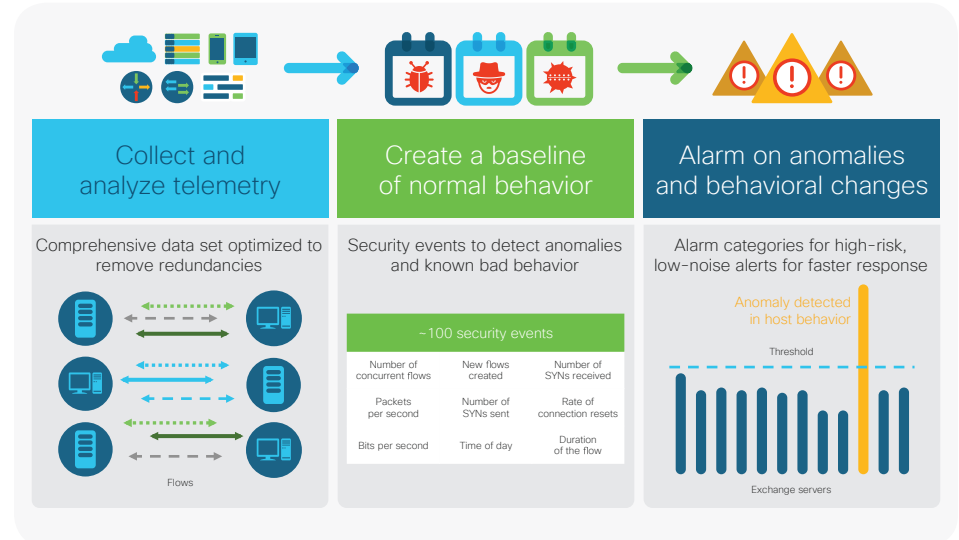 Collect and
analyze telemetry
Create a baseline
of normal behavior
Alarm on anomalies
and behavioral changes
Comprehensive data set optimized to
remove redundancies
Flows
Security events to detect anomalies
and known bad behavior
~100 security events
Number of
concurrent flows
New flows
created
Number of
SYNs received
Packets
per second
Number of
SYNs sent
Rate of
connection resets
Bits per second
Time of day
Duration
of the flow
Alarm categories for high-risk,
low-noise alerts for faster response
Anomaly detected
in host behavior
Threshold
Exchange servers